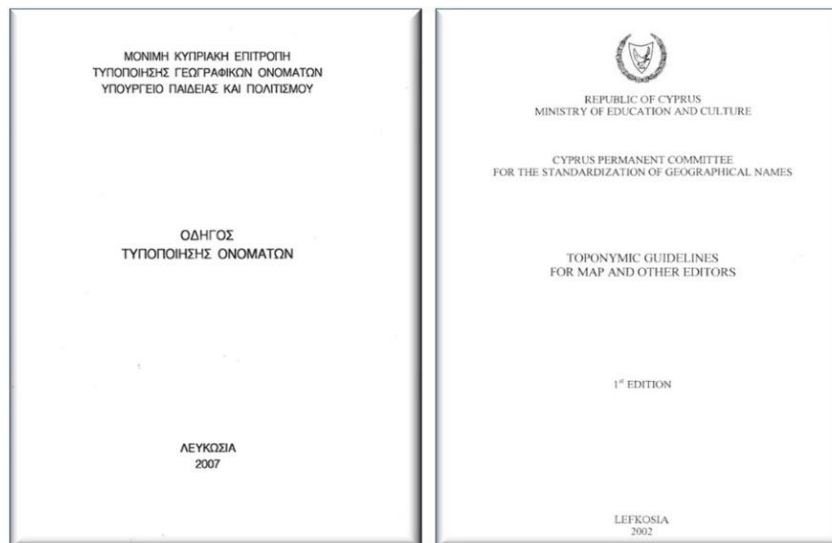 ΜΟΝΙΜΗ ΚΥΠΡΙΑΚΗ ΕΠΙΤΡΟΠΗ
ΤΥΠΟΠΟΙΗΣΗΣ ΓΕΩΓΡΑΦΙΚΩΝ ΟΝΟΜΑΤΩΝ
ΥΠΟΥΡΓΕΙΟ ΠΑΙΔΕΙΑΣ ΚΑΙ ΠΟΛΙΤΙΣΜΟΥ
ΟΔΗΓΟΣ
ΤΥΠΟΠΟΙΗΣΗΣ ΟΝΟΜΑΤΩΝ
ΛΕΥΚΩΣΙΑ
2007
REPUBLIC OF CYPRUS
MINISTRY OF EDUCATION AND CULTURE
CYPRUS PERMANENT COMMITTEE
FOR THE STANDARDIZATION OF GEOGRAPHICAL NAMES
TOPONYMIC GUIDELINES
FOR MAP AND OTHER EDITORS
1st EDITION
LEFKOSIA
2002